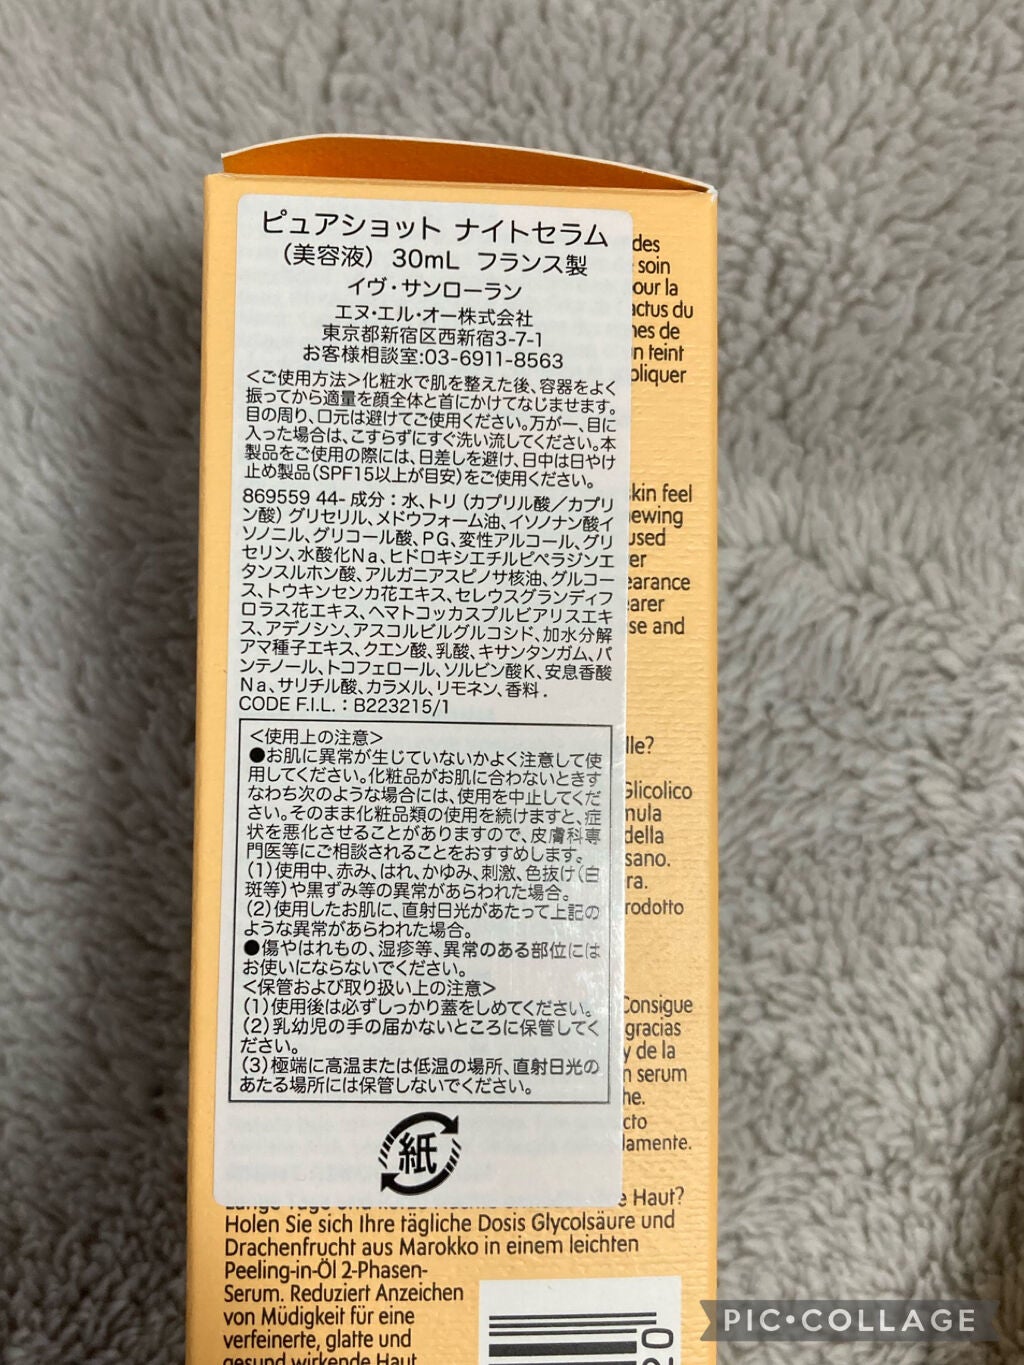 ピュアショット ナイトセラム
（美容液） 30mL フランス製
イヴ・サンローラン
エヌ・エル・オー株式会社
東京都新宿区西新宿3-7-1
お客様相談室:03-6911-8563
＜ご使用方法＞化粧水で肌を整えた後、容器をよく
振ってから適量を顔全体と首にかけてなじませます。
目の周り、口元は避けてご使用ください。万が一、目に
入った場合は、こすらずにすぐ洗い流してください。本
製品をご使用の際には、日差しを避け、日中は日やけ
止め製品（SPF15以上が目安）をご使用ください。
869559 44- 成分：水、トリ（カプリル酸／カプリ
ン酸）グリセリル、メドウフォーム油、イソノナン酸イ
ソノニル、グリコール酸、PG、変性アルコール、グリ
セリン、水酸化Na、ヒドロキシエチルピペラジンエ
タンスルホン酸、アルガニアスピノサ核油、グルコー
ス、トウキンセンカ花エキス、セレウスグランディフ
ロラス花エキス、ヘマトコッカスプルビアリスエキ
ス、アデノシン、アスコルビルグルコシド、加水分解
アマ種子エキス、クエン酸、乳酸、キサンタンガム、パ
ンテノール、トコフェロール、ソルビン酸K、安息香酸
Na、サリチル酸、カラメル、リモネン、香料.
CODE F.I.L. : B223215/1
＜使用上の注意＞
●お肌に異常が生じていないかよく注意して使
用してください。化粧品がお肌に合わないときす
なわち次のような場合には、使用を中止してくだ
さい。そのまま化粧品類の使用を続けますと、症
状を悪化させることがありますので、皮膚科専
門医等にご相談されることをおすすめします。
(1)使用中、赤み、はれ、かゆみ、刺激、色抜け（白
斑等）や黒ずみ等の異常があらわれた場合。
(2)使用したお肌に、直射日光があたって上記の
ような異常があらわれた場合。
●傷やはれもの、湿疹等、異常のある部位には
お使いにならないでください。
＜保管および取り扱い上の注意＞
(1)使用後は必ずしっかり蓋をしめてください。
(2)乳幼児の手の届かないところに保管してく
ださい。
(3)極端に高温または低温の場所、直射日光の
あたる場所には保管しないでください。
紙
des
soin
our la
actus du
nes de
n teint
pliquer
skin feel
ewing
used
er
earance
earer
se and
lle?
Glicolico
mula
della
sano.
ra.
rodotto
Consigue
gracias
y de la
n serum
he.
cto
damente.
e Haut?
Holen Sie sich Ihre tägliche Dosis Glycolsäure und
Drachenfrucht aus Marokko in einem leichten
Peeling-in-Öl 2-Phasen-
Serum. Reduziert Anzeichen
von Müdigkeit für eine
verfeinerte, glatte und
gesund wirkende Haut
PIC•COLLAGE